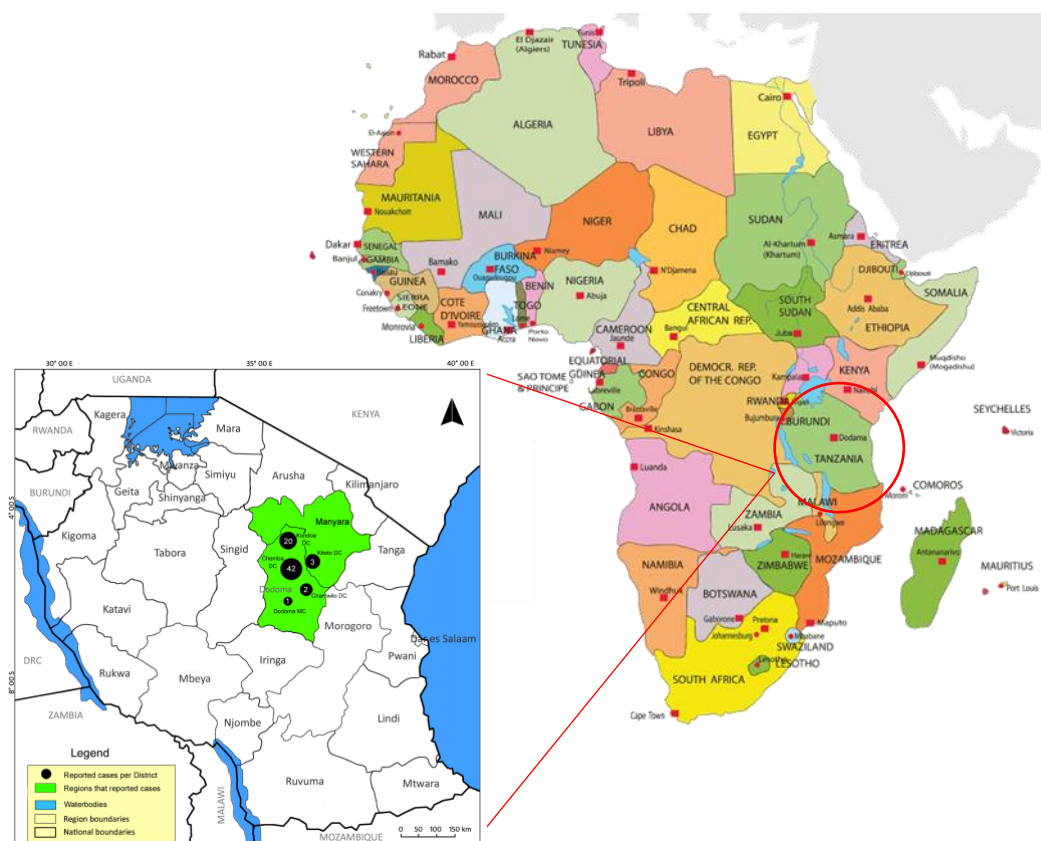 Tunis
El Djazair
(Algiers)
TUNISIA
Rabat
MOROCCO
Tripoli
Cairo
ALGERIA
LIBYA
EGYPT
El-Aaiun
WESTERN
SAHARA
MAURITANIA
Nouakchott
MALI
NIGER
CHAD
SUDAN
Al-Khartum
(Khartum)
Asmara
ERITREA
Dakar
SENEGAL
Banjul
GAMBIA
Bissau
Bamako
BURKINA
FASO
Ouagadougou
Niamey
N'Djamena
DJIBOUTI
Djibouti
GUINEA
Conakry
SIERRA
LEONE
Freetown
BENIN
NIGERIA
Abuja
SOMALIA
Addis Ababa
ETHIOPIA
COTE
D'IVOIRE
Yamoussoukro
TOGO
Lome
Porto
Novo
GHANA
Accra
Monrovia
LIBERIA
CENTRAL
AFRICAN REP.
Bangui
SOUTH
SUDAN
Juba
CAMEROON
Jaunde
EQUATORIAL
GUINEA
SAO TOME
& PRINCIPE
Libreville
GABON
CONGO
Brazzaville
Kinshasa
DEMOCR. REP.
OF THE CONGO
Kampala
KENYA
Nairobi
Muqdisho
(Mogadishu)
RWANDA
Bujumbura
BURUNDI
Dodoma
TANZANIA
SEYCHELLES
Victoria
Luanda
ANGOLA
ZAMBIA
Lusaka
MALAWI
Lilongwe
Moroni
COMOROS
MADAGASCAR
Antananarivo
MAURITIUS
Port Louis
NAMIBIA
Windhuk
BOTSWANA
Gaborone
Harare
ZIMBABWE
MOZAMBIQUE
Pretoria
Johannesburg
Maputo
Mbabane
SWAZILAND
Lesotho
LESOTHO
SOUTH AFRICA
Cape Town
30° 00 E
35° 00 E
40° 00 E
4° 00 S
8° 00 S
UGANDA
KENYA
RWANDA
BURUNDI
DRC
ZAMBIA
MALAWI
MOZAMBIQUE
Kagera
Mara
Mwanza
Simiyu
Arusha
Kilimanjaro
Geita
Shinyanga
Manyara
Kigoma
Tabora
Singid
Tanga
20
Kondoa
DC
Chemba
DC
3
Kiteto DC
42
Dodoma
2
Chamwilo DC
1
Dodoma MC
Katavi
Morogoro
Dar es Salaam
Pwani
Rukwa
Mbeya
Iringa
Njombe
Lindi
Ruvuma
Mtwara
Legend
Reported cases per District
Regions that reported cases
Waterbodies
Region boundaries
National boundaries
0 50 100 150 km